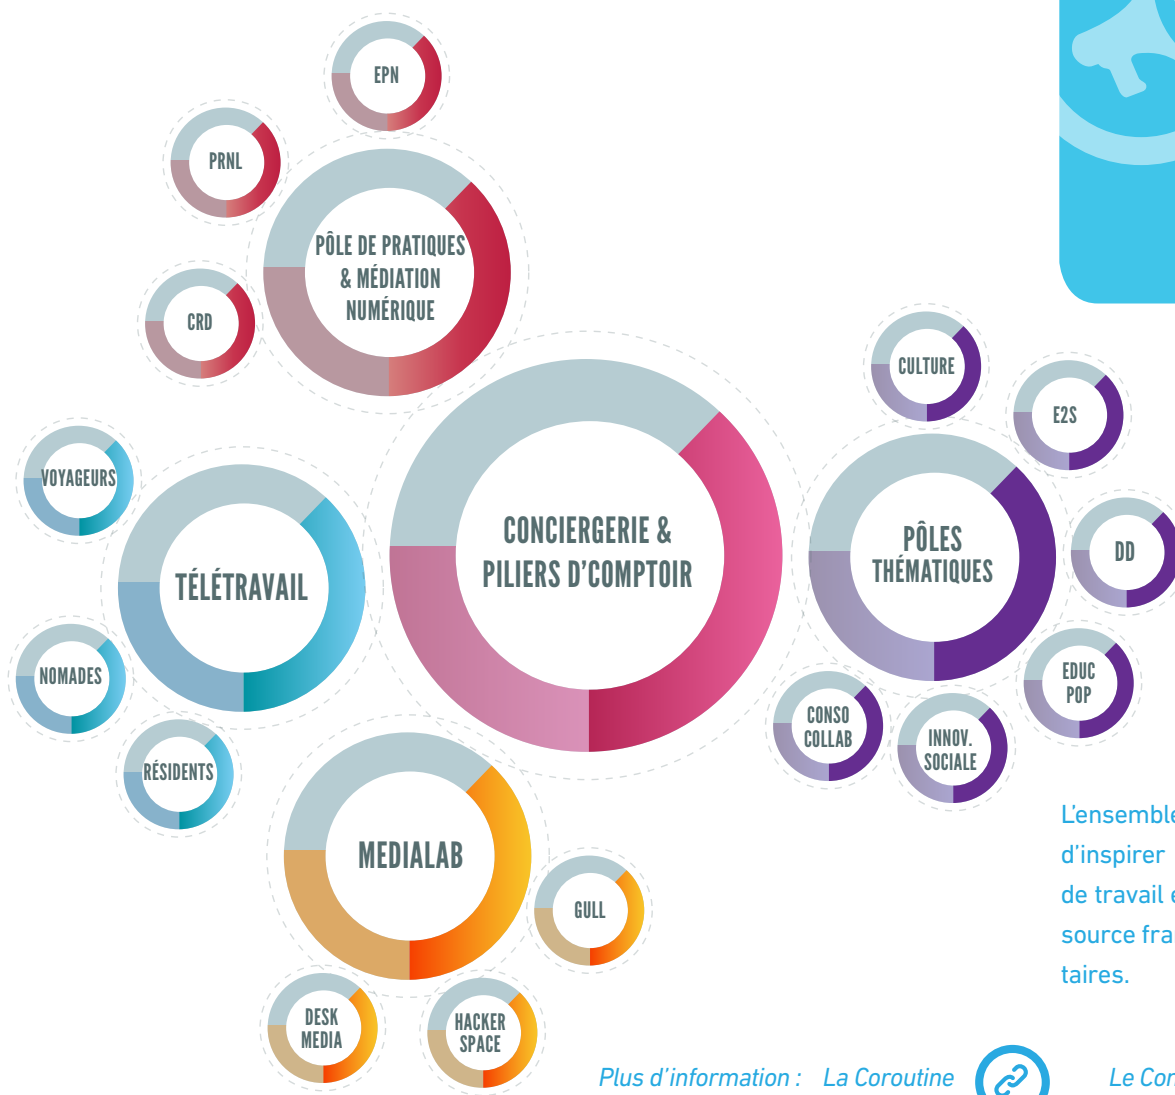 EPN
PRNL
PÔLE DE PRATIQUES
& MÉDIATION
NUMÉRIQUE
CRD
CULTURE
E2S
VOYAGEURS
CONCIERGERIE &
PILIERS D'COMPTOIR
PÔLES
THÉMATIQUES
DD
TÉLÉTRAVAIL
NOMADES
EDUC
POP
CONSO
COLLAB
INNOV.
SOCIALE
RÉSIDENTS
MEDIALAB
GULL
DESK
MEDIA
HACKER
SPACE
L'ensemble
d'inspirer
de travail e
source fra
taires.
Plus d'information : La Coroutine
Le Con